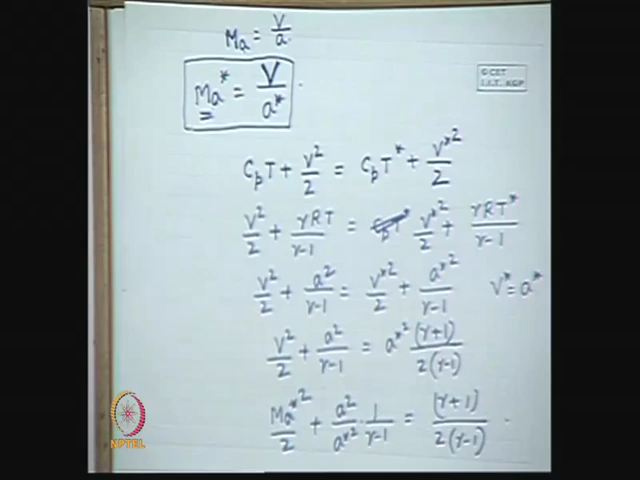 Ma = V/a
Ma* = V/a*
© CET
I.I.T. KGP
CpT + V²/2 = CpT* + V*²/2
V²/2 + γRT/γ-1 = CpT* V*²/2 + γRT*/γ-1
V²/2 + a²/γ-1 = V*²/2 + a*²/γ-1 V* = a*
V²/2 + a²/γ-1 = a*² (γ+1)/2(γ-1)
Ma*²/2 + a²/a*² · 1/γ-1 = (γ+1)/2(γ-1) .
NPTEL